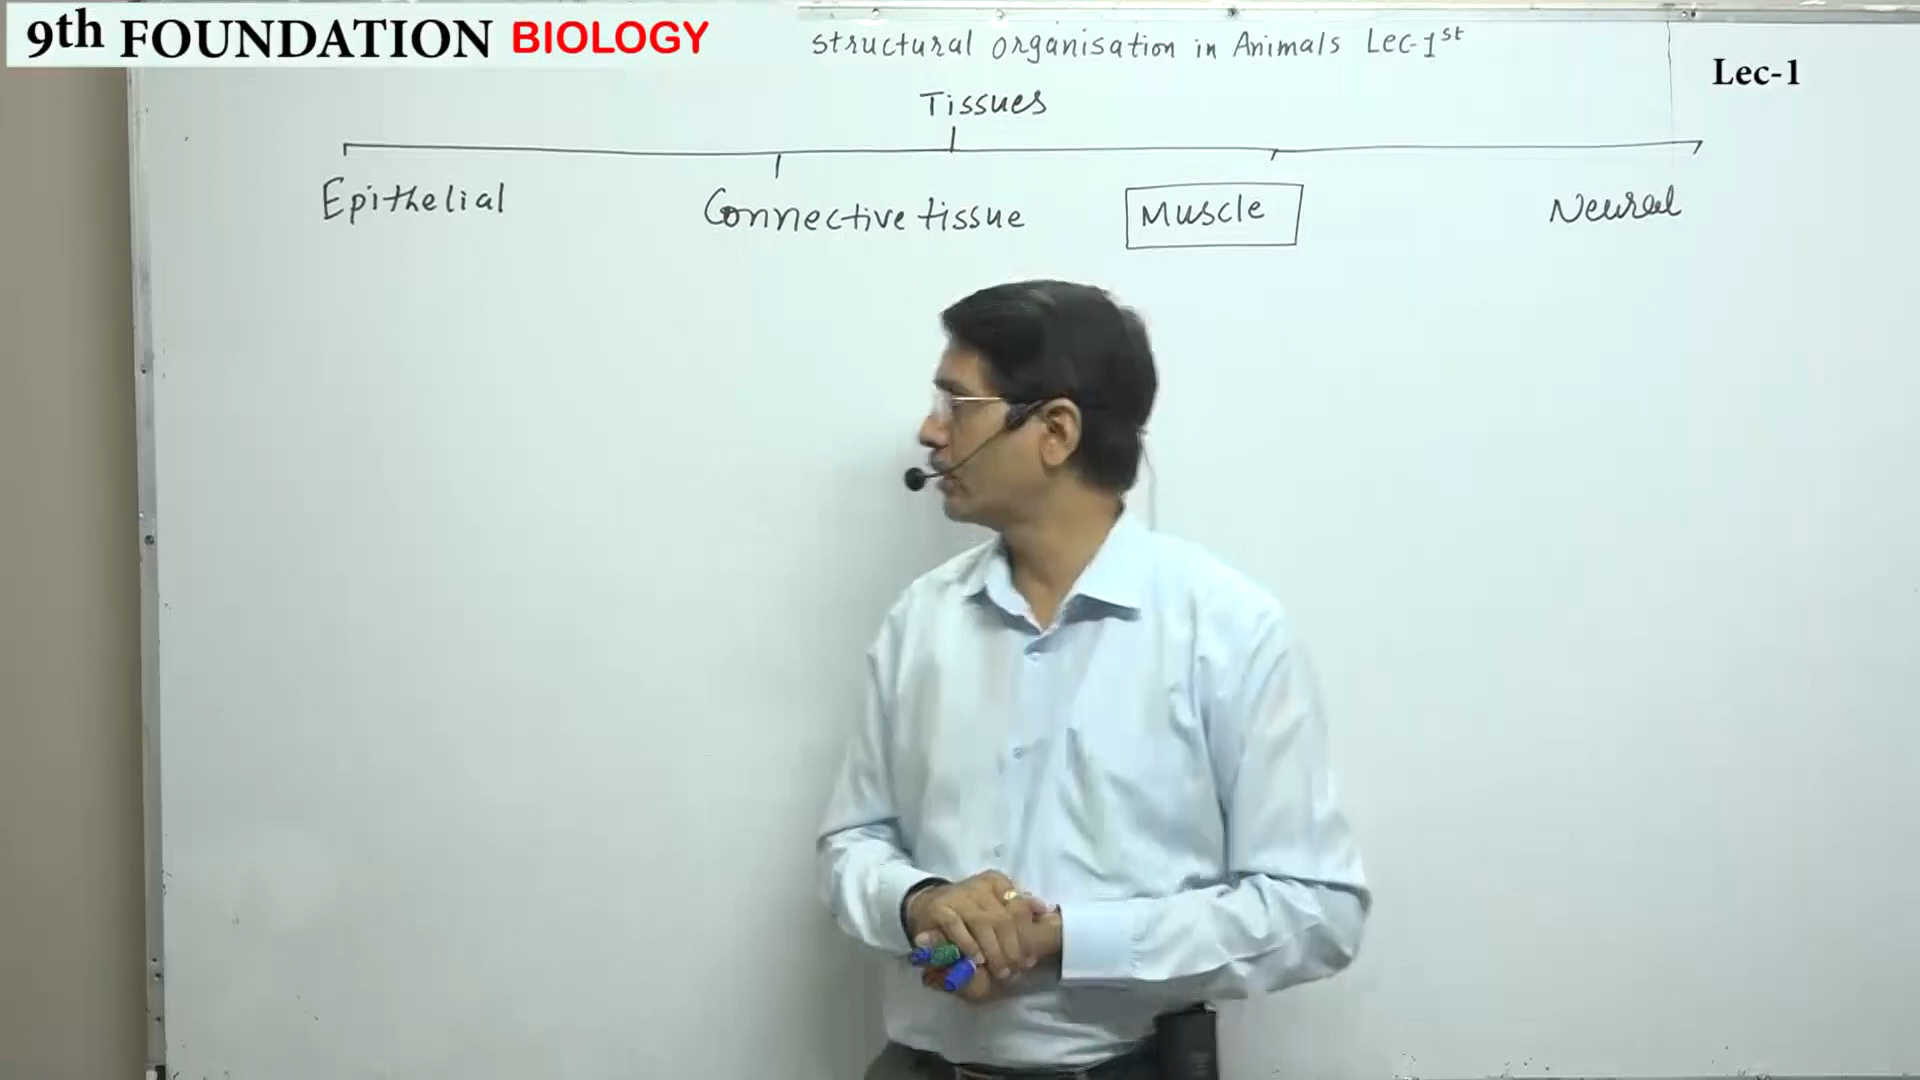 9th FOUNDATION BIOLOGY
structural organisation in Animals Lec-1st
Lec-1
Tissues
Epithelial Connective tissue Muscle Neural